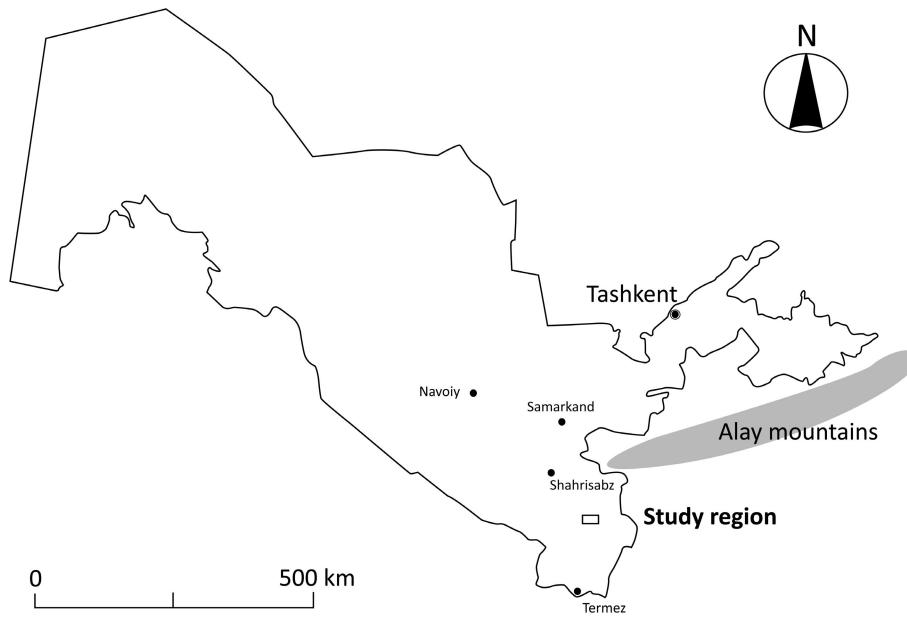 N
Tashkent
Navoiy
Samarkand
Alay mountains
Shahrisabz
Study region
0
500 km
Termez